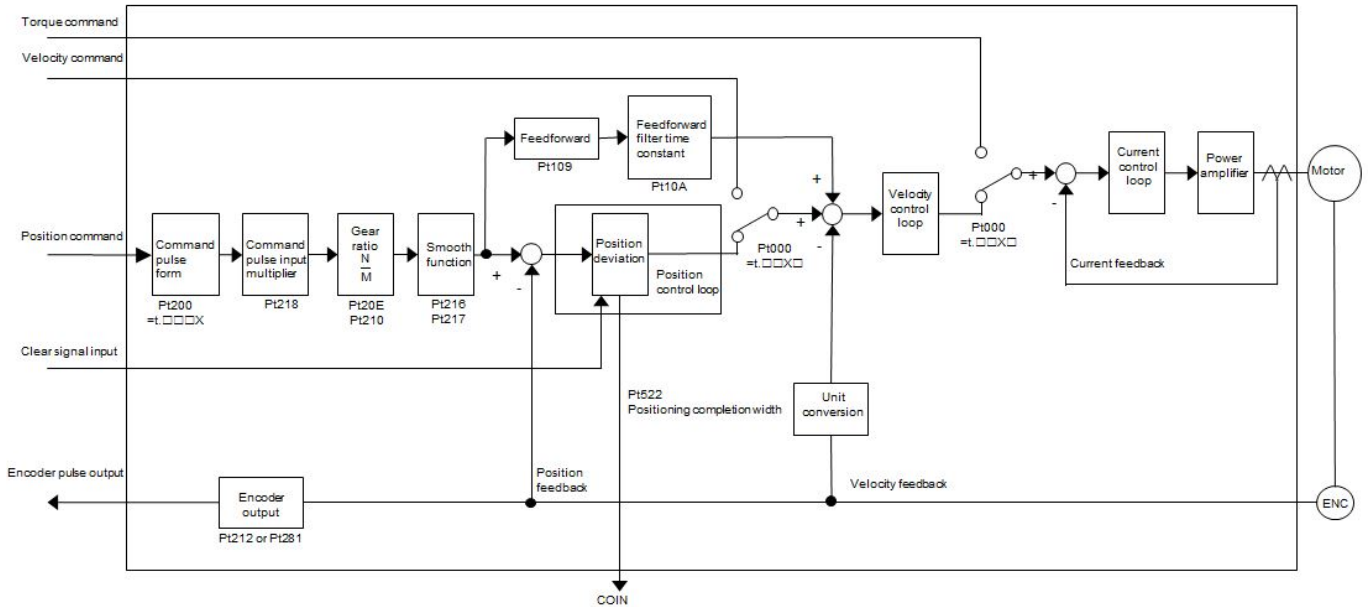 Torque command
Velocity command
Feedforward
Pt109
Feedforward
filter time
constant
Pt10A
Position command
Command
pulse
form
Pt200
=t.□□□X
Command
pulse input
multiplier
Pt218
Gear
ratio
N
M
Pt20E
Pt210
Smooth
function
Pt216
Pt217
+
-
Position
deviation
Position
control loop
Pt000
=t.□□X□
+
+
-
Velocity
control
loop
Pt000
=t.□□X□
+
-
Current
control
loop
Power
amplifier
Motor
Current feedback
Clear signal input
Pt522
Positioning completion width
Unit
conversion
Encoder pulse output
Encoder
output
Pt212 or Pt281
Position
feedback
Velocity feedback
ENC
COIN